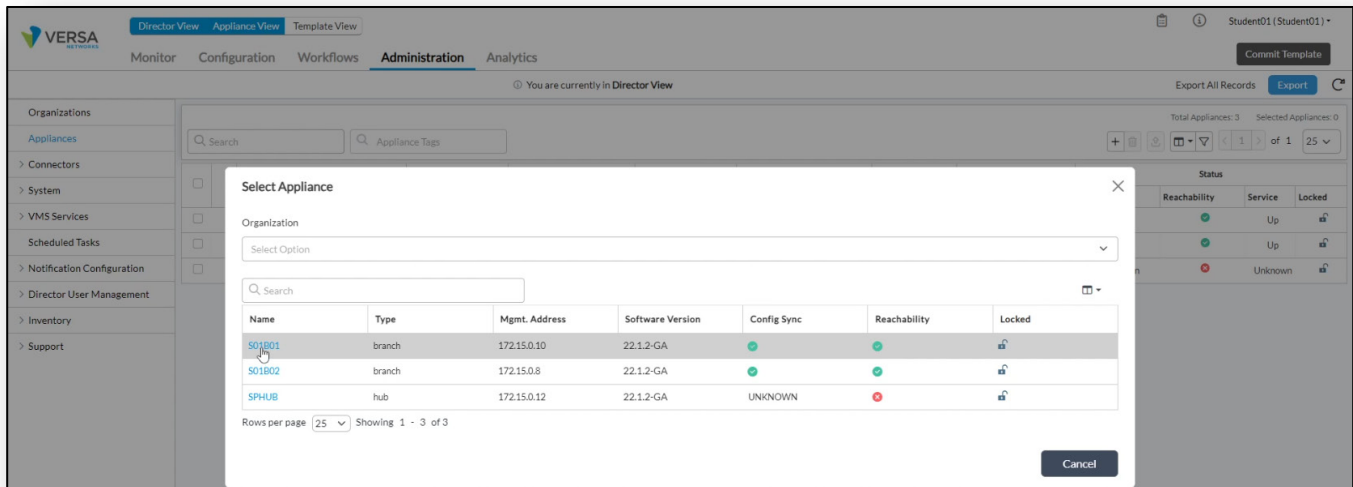 VERSA
NETWORKS
Director View Appliance View Template View
Student01 (Student01)
Monitor Configuration Workflows Administration Analytics
Commit Template
You are currently in Director View
Export All Records Export
Organizations
Appliances
Connectors
System
VMS Services
Scheduled Tasks
Notification Configuration
Director User Management
Inventory
Support
Total Appliances: 3 Selected Appliances: 0
Search Appliance Tags
1 of 1 25
Status
Reachability Service Locked
Up
Up
n Unknown
Select Appliance
Organization
Select Option
Search
Name Type Mgmt. Address Software Version Config Sync Reachability Locked
S01B01 branch 172.15.0.10 22.1.2-GA
S01B02 branch 172.15.0.8 22.1.2-GA
SPHUB hub 172.15.0.12 22.1.2-GA UNKNOWN
Rows per page 25 Showing 1 - 3 of 3
Cancel